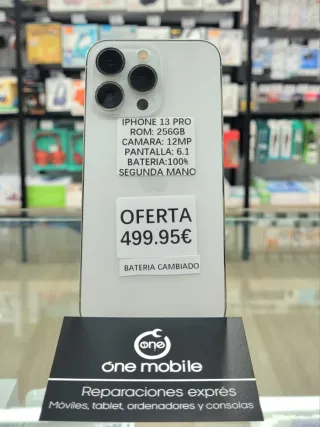 IPHONE 13 PRO
ROM: 256GB
CAMARA: 12MP
PANTALLA: 6.1
BATERIA:100%
SEGUNDA MANO
OFERTA
499.95€
BATERIA CAMBIADO
one
óne mobile
Reparaciones exprés
Móviles, tablet, ordenadores y consolas